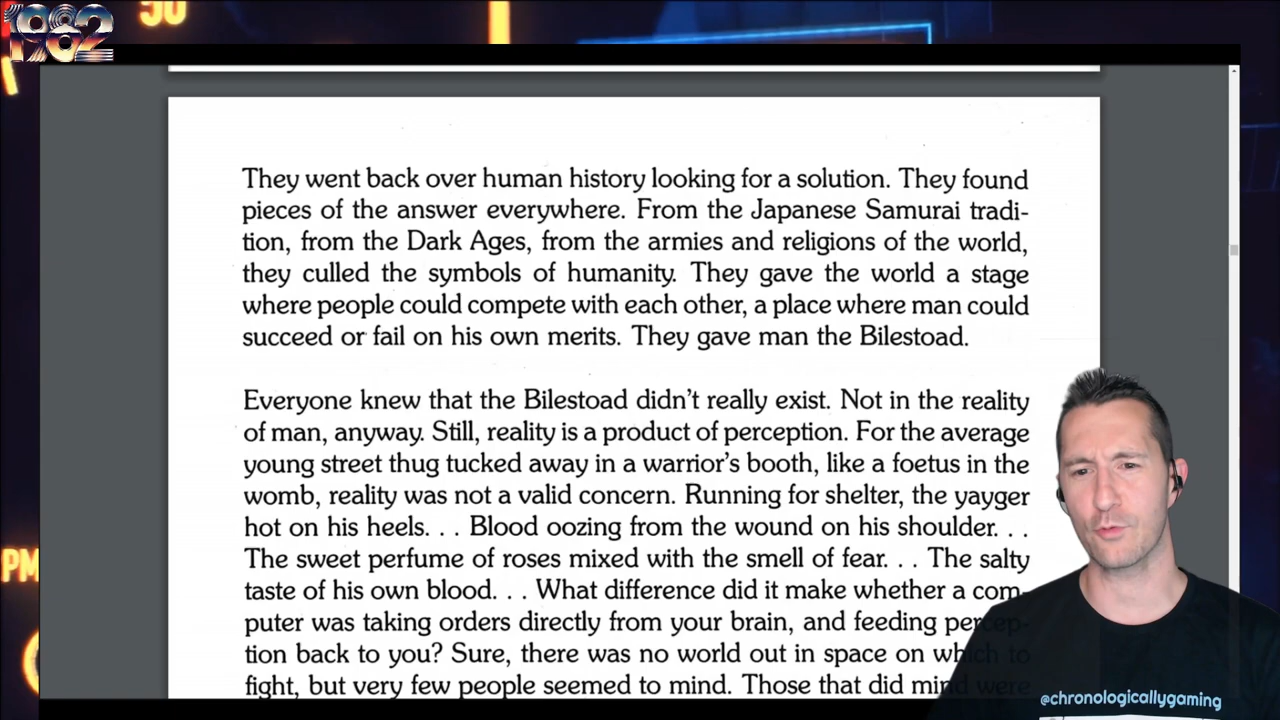 1982
50
They went back over human history looking for a solution. They found
pieces of the answer everywhere. From the Japanese Samurai tradi-
tion, from the Dark Ages, from the armies and religions of the world,
they culled the symbols of humanity. They gave the world a stage
where people could compete with each other, a place where man could
succeed or fail on his own merits. They gave man the Bilestoad.
Everyone knew that the Bilestoad didn't really exist. Not in the reality
of man, anyway. Still, reality is a product of perception. For the average
young street thug tucked away in a warrior's booth, like a foetus in the
womb, reality was not a valid concern. Running for shelter, the yayger
hot on his heels. . . Blood oozing from the wound on his shoulder. . .
The sweet perfume of roses mixed with the smell of fear. . . The salty
taste of his own blood. . . What difference did it make whether a com-
puter was taking orders directly from your brain, and feeding percep-
tion back to you? Sure, there was no world out in space on which to
fight, but very few people seemed to mind. Those that did mind were
PM
@chronologicallygaming